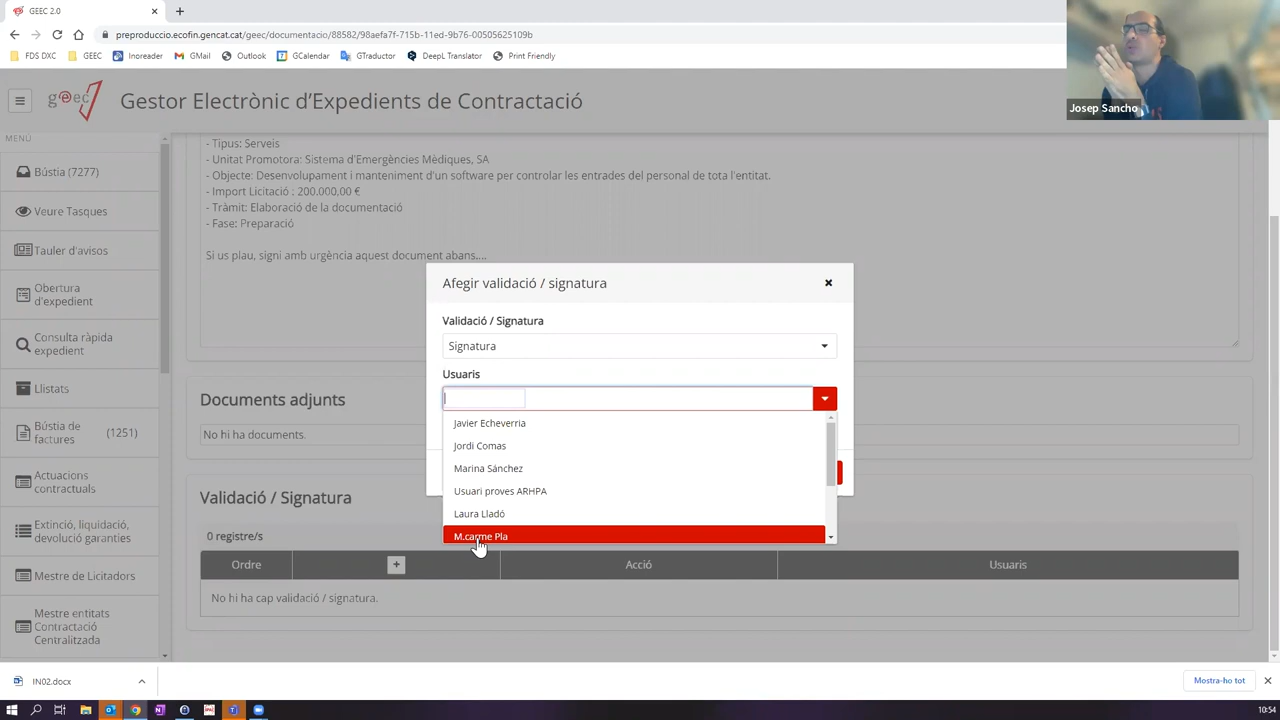 GEEC 2.0
preproduccio.ecofin.gencat.cat/geec/documentacio/88582/98aefa7f-715b-11ed-9b76-00505625109b
FDS DXC
GEEC
Inoreader
GMail
Outlook
GCalendar
GTraductor
DeepL Translator
Print Friendly
Josep Sancho
geec
Gestor Electrònic d'Expedients de Contractació
MENÚ
Bústia (7277)
Veure Tasques
Tauler d'avisos
Obertura
d'expedient
Consulta ràpida
expedient
Llistats
Bústia de
factures
(1251)
Actuacions
contractuals
Extinció, liquidació,
devolució garanties
Mestre de Licitadors
Mestre entitats
Contractació
Centralitzada
- Tipus: Serveis
- Unitat Promotora: Sistema d'Emergències Mèdiques, SA
- Objecte: Desenvolupament i manteniment d'un software per controlar les entrades del personal de tota l'entitat.
- Import Licitació : 200.000,00 €
- Tràmit: Elaboració de la documentació
- Fase: Preparació
Si us plau, signi amb urgència aquest document abans....
Afegir validació / signatura
Validació / Signatura
Signatura
Usuaris
Javier Echeverria
Jordi Comas
Marina Sánchez
Usuari proves ARHPA
Laura Lladó
M.carme Pla
Documents adjunts
No hi ha documents.
Validació / Signatura
0 registre/s
Ordre
Acció
Usuaris
No hi ha cap validació / signatura.
IN02.docx
Mostra-ho tot
10:54